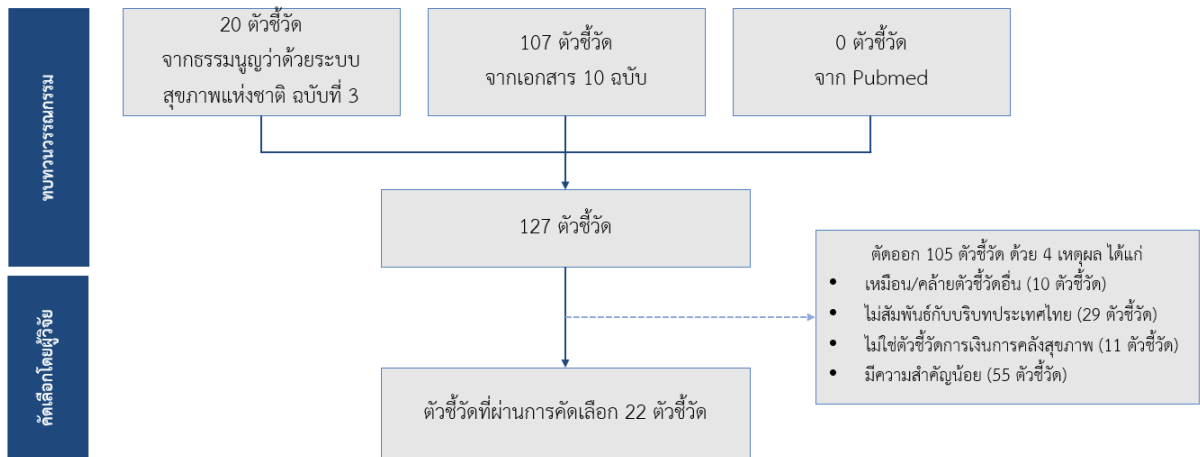 ทบทวนวรรณกรรม
20 ตัวชี้วัด
จากธรรมนูญว่าด้วยระบบ
สุขภาพแห่งชาติ ฉบับที่ 3
107 ตัวชี้วัด
จากเอกสาร 10 ฉบับ
0 ตัวชี้วัด
จาก Pubmed
127 ตัวชี้วัด
คัดเลือกโดยผู้วิจัย
ตัดออก 105 ตัวชี้วัด ด้วย 4 เหตุผล ได้แก่
• เหมือน/คล้ายตัวชี้วัดอื่น (10 ตัวชี้วัด)
• ไม่สัมพันธ์กับบริบทประเทศไทย (29 ตัวชี้วัด)
• ไม่ใช่ตัวชี้วัดการเงินการคลังสุขภาพ (11 ตัวชี้วัด)
• มีความสำคัญน้อย (55 ตัวชี้วัด)
ตัวชี้วัดที่ผ่านการคัดเลือก 22 ตัวชี้วัด